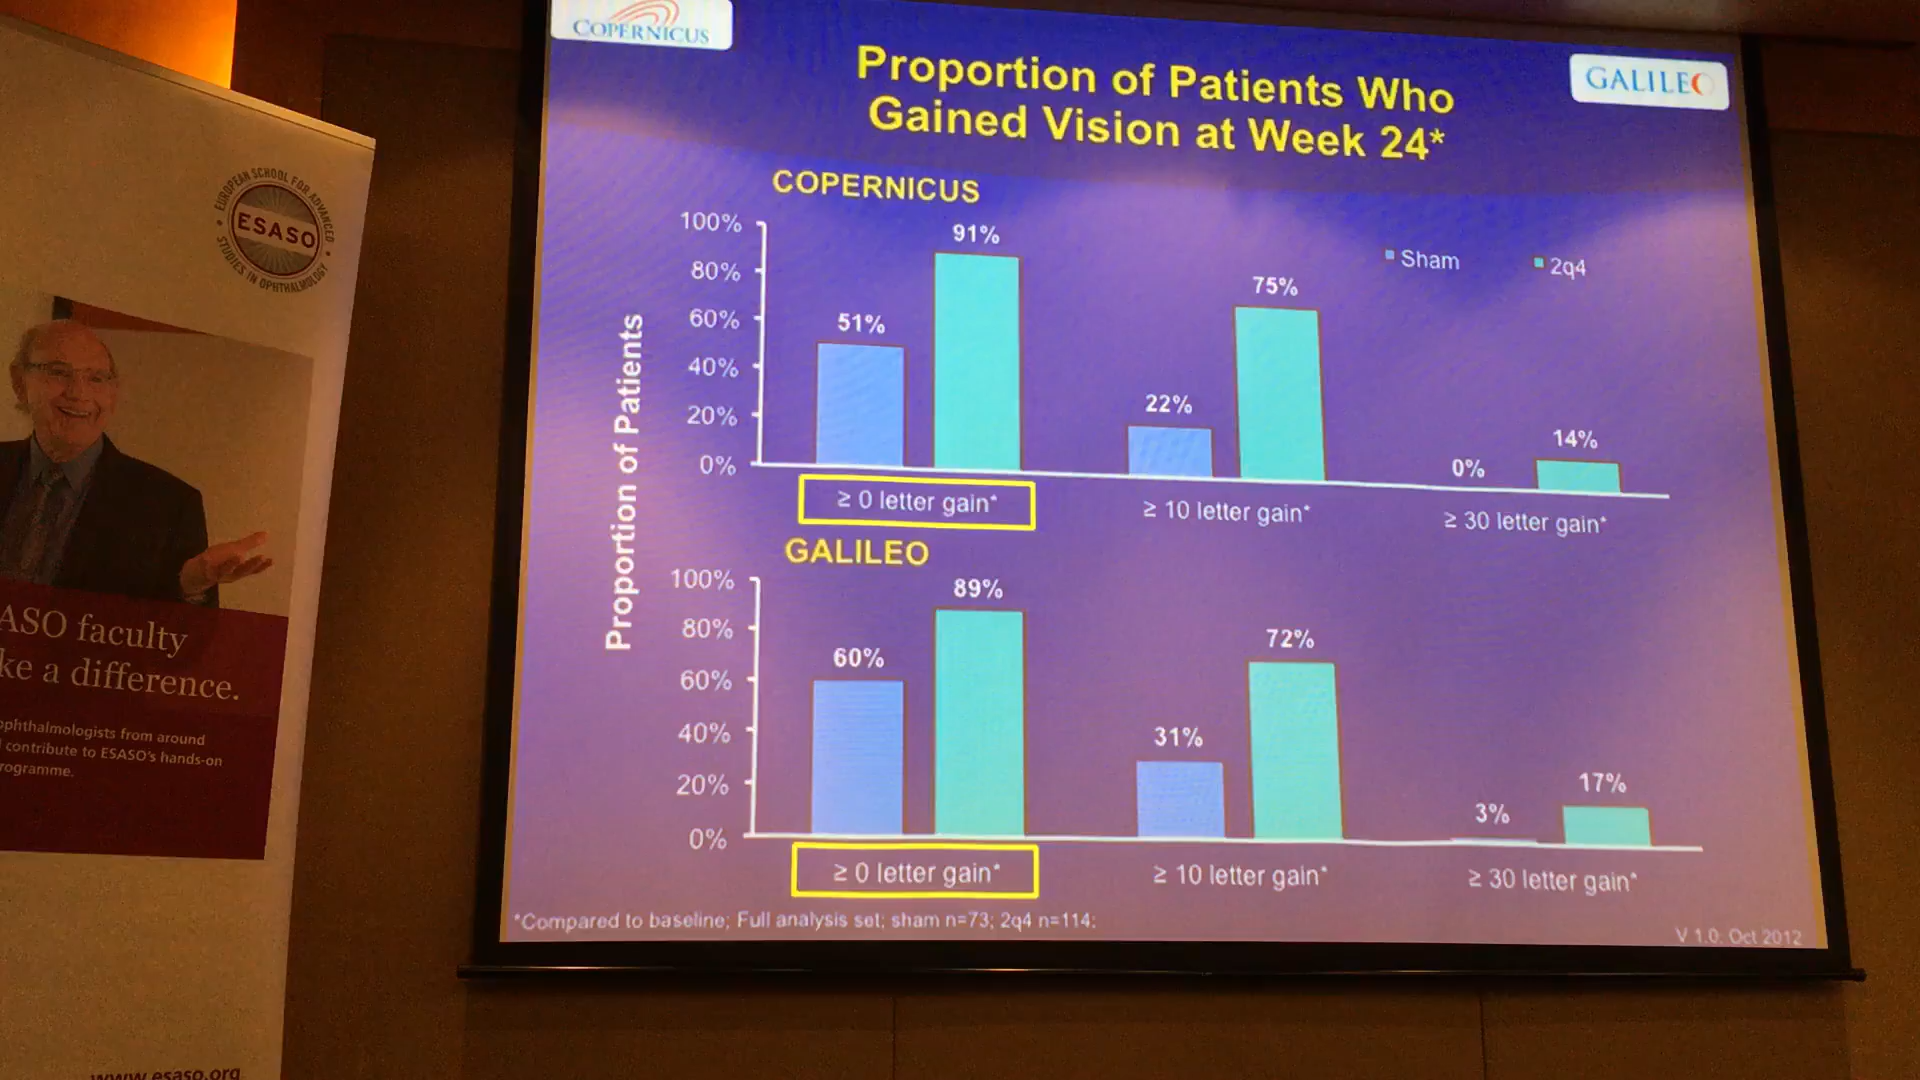 EUROPEAN SCHOOL FOR ADVANCED
STUDIES IN OPHTHALMOLOGY
ESASO
ASO faculty
ke a difference.
ophthalmologists from around
contribute to ESASO's hands-on
rogramme.
www.esaso.org
COPERNICUS
GALILEO
Proportion of Patients Who
Gained Vision at Week 24*
COPERNICUS
Proportion of Patients
100%
80%
60%
40%
20%
0%
51%
91%
22%
75%
0%
14%
Sham
2q4
≥ 0 letter gain*
≥ 10 letter gain*
≥ 30 letter gain*
GALILEO
100%
80%
60%
40%
20%
0%
60%
89%
31%
72%
3%
17%
≥ 0 letter gain*
≥ 10 letter gain*
≥ 30 letter gain*
*Compared to baseline; Full analysis set; sham n=73; 2q4 n=114;
V 1.0. Oct 2012